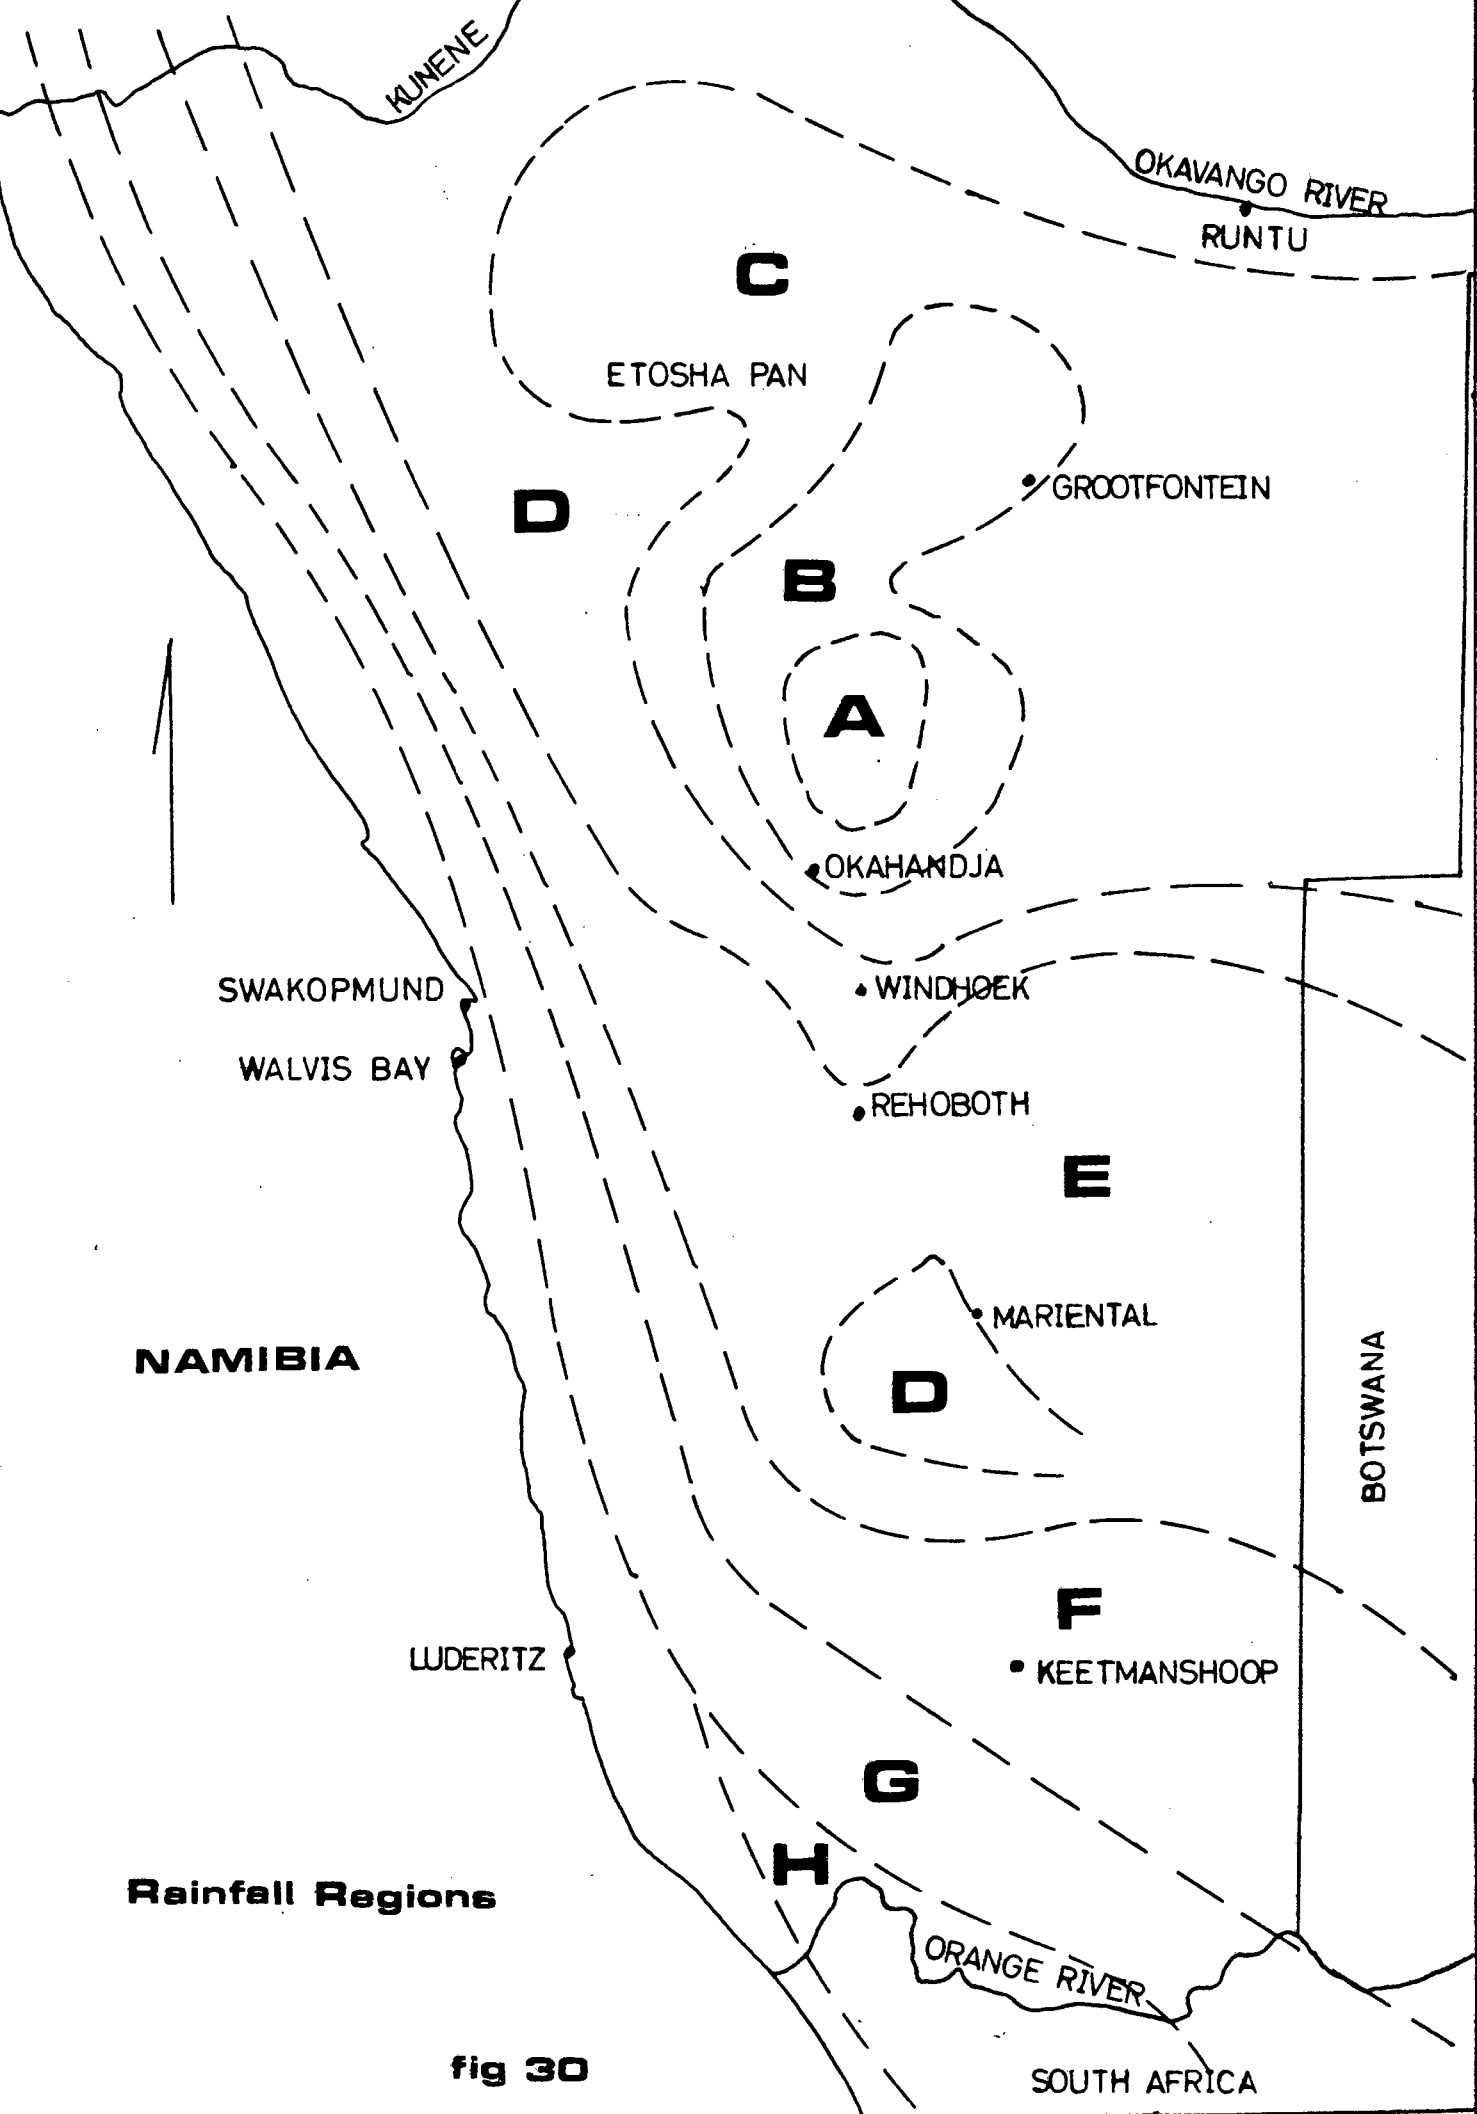 KUNENE
OKAVANGO RIVER
RUNTU
C
ETOSHA PAN
GROOTFONTEIN
D
B
A
OKAHANDJA
SWAKOPMUND
WINDHOEK
WALVIS BAY
REHOBOTH
E
MARIENTAL
NAMIBIA
D
BOTSWANA
F
LUDERITZ
KEETMANSHOOP
G
H
Rainfall Regions
ORANGE RIVER
fig 30
SOUTH AFRICA